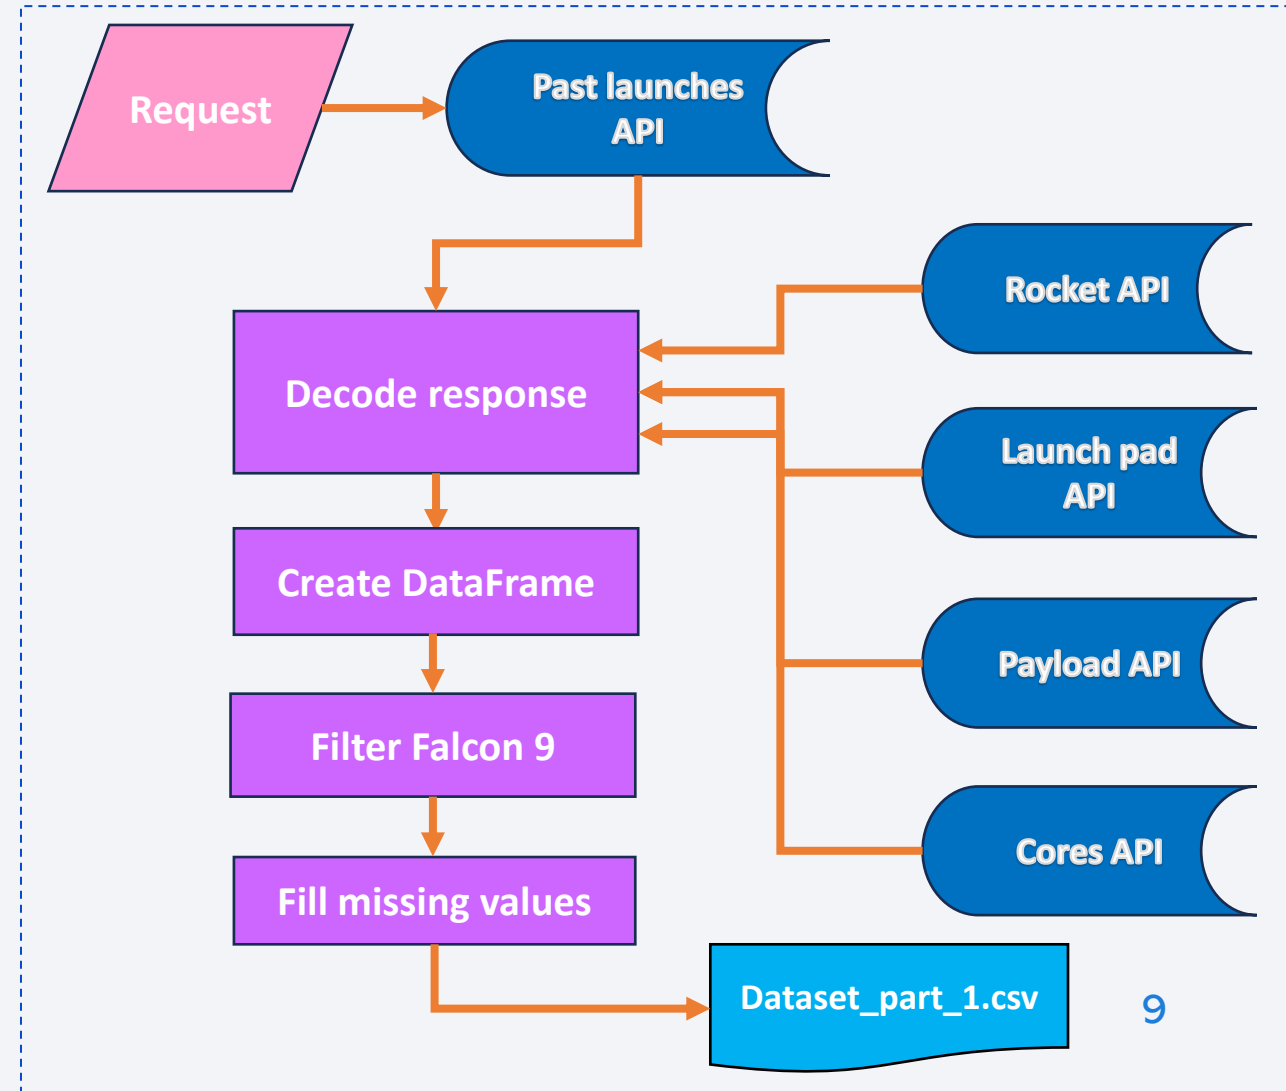 Request
Past launches
API
Rocket API
Decode response
Launch pad
API
Create DataFrame
Payload API
Filter Falcon 9
Cores API
Fill missing values
Dataset_part_1.csv
9